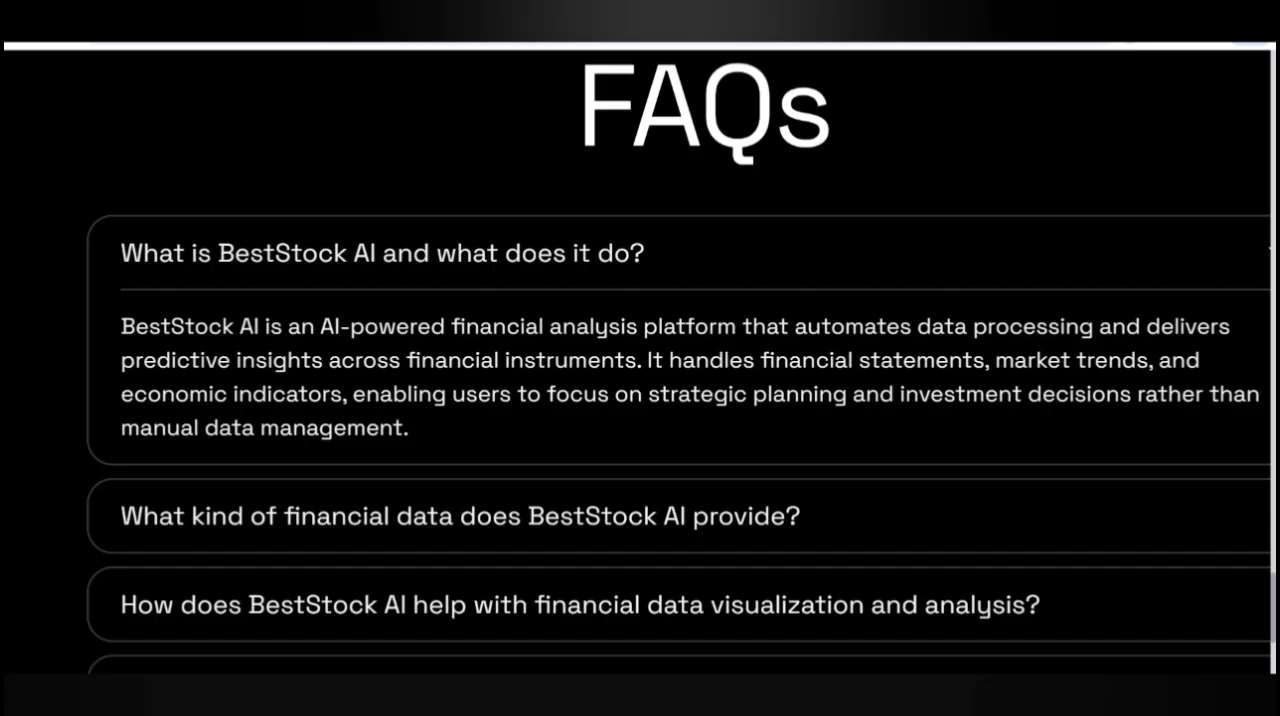 FAQs
What is BestStock AI and what does it do?
BestStock AI is an AI-powered financial analysis platform that automates data processing and delivers
predictive insights across financial instruments. It handles financial statements, market trends, and
economic indicators, enabling users to focus on strategic planning and investment decisions rather than
manual data management.
What kind of financial data does BestStock AI provide?
How does BestStock AI help with financial data visualization and analysis?